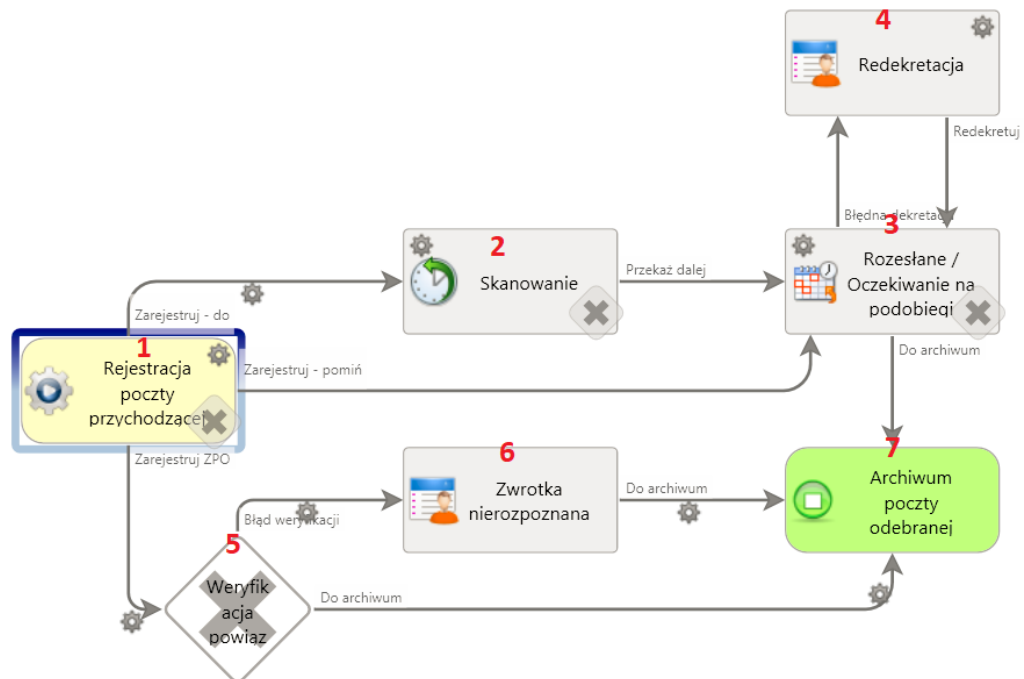 4
Redekretacja
Redekretuj
Błędna dekretacj
3
2
Rozesłane /
Oczekiwanie na
podobiegi
Skanowanie
Przekaż dalej
Zarejestruj - do
1
Rejestracja
poczty
przychodzącej
Zarejestruj - pomiń
Do archiwum
Zarejestruj ZPO
6
7
Zwrotka
nierozpoznana
Do archiwum
Archiwum
poczty
odebranej
Błąd weryfikacji
5
Weryfik
acja
powiąz
Do archiwum